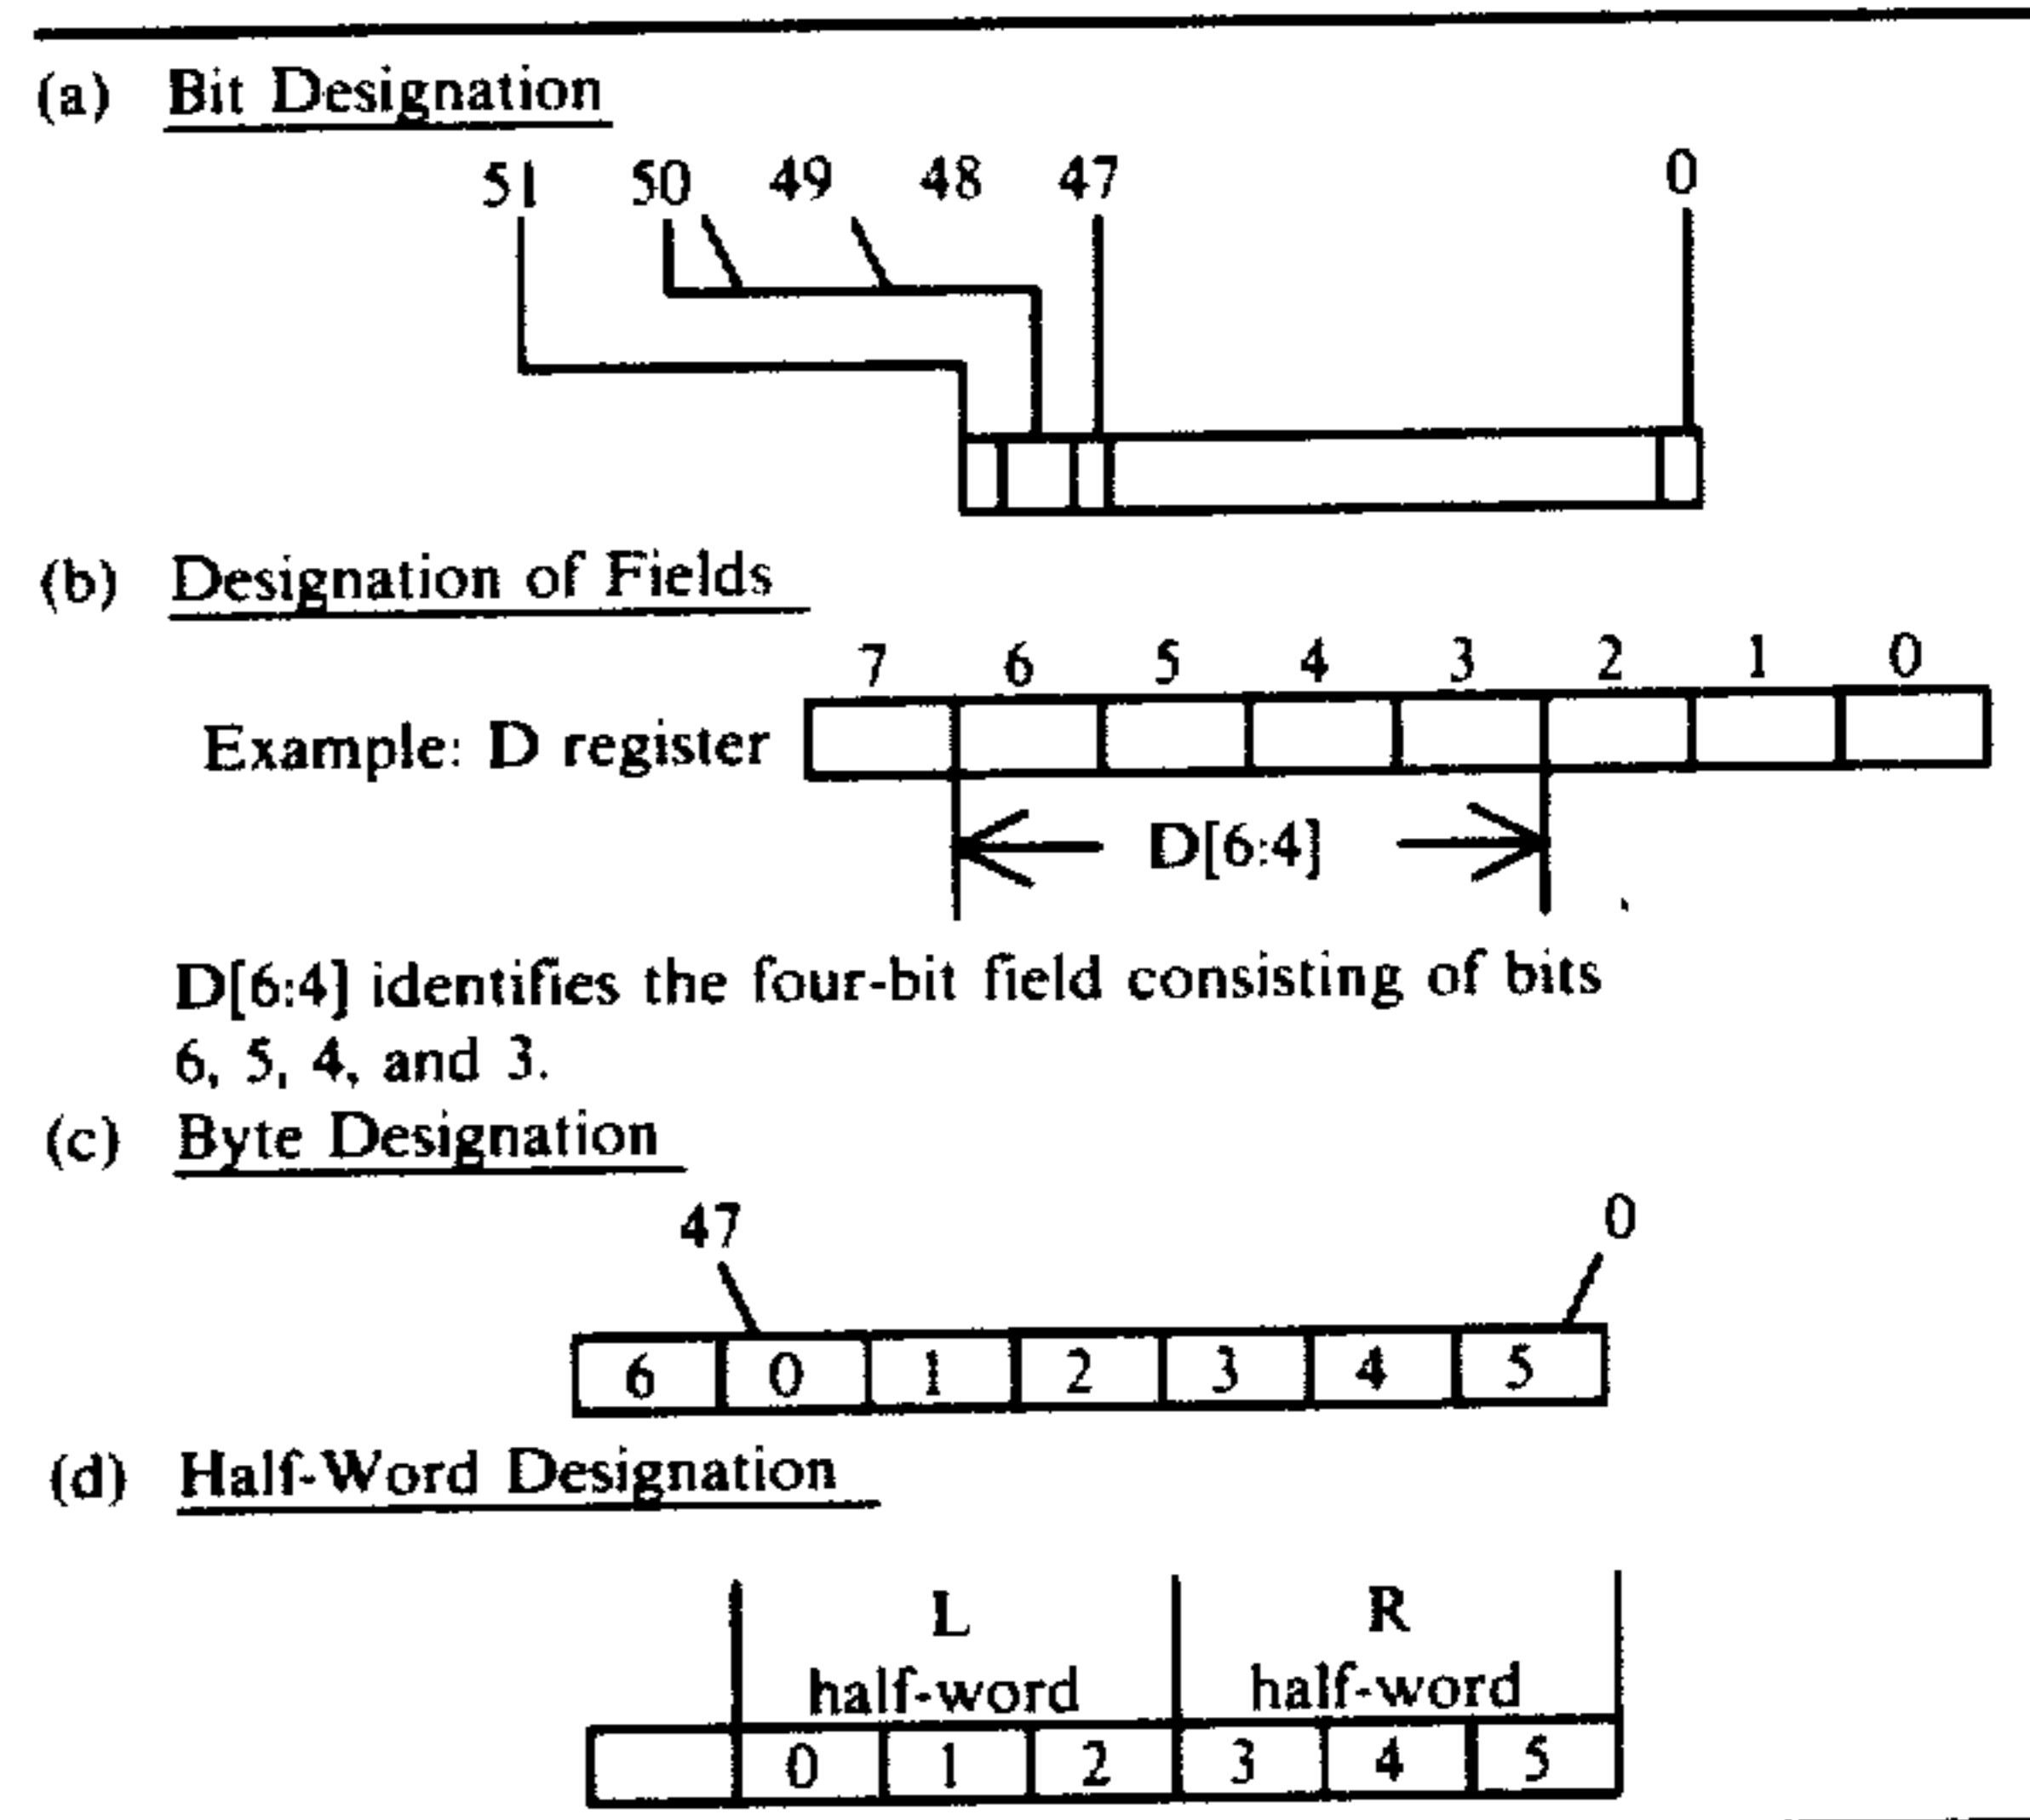 (a) Bit Designation
51 50 49 48 47 0
(b) Designation of Fields
7 6 5 4 3 2 1 0
Example: D register
D[6:4]
D[6:4] identifies the four-bit field consisting of bits
6, 5, 4, and 3.
(c) Byte Designation
47 0
6 0 1 2 3 4 5
(d) Half-Word Designation
L R
half-word half-word
0 1 2 3 4 5